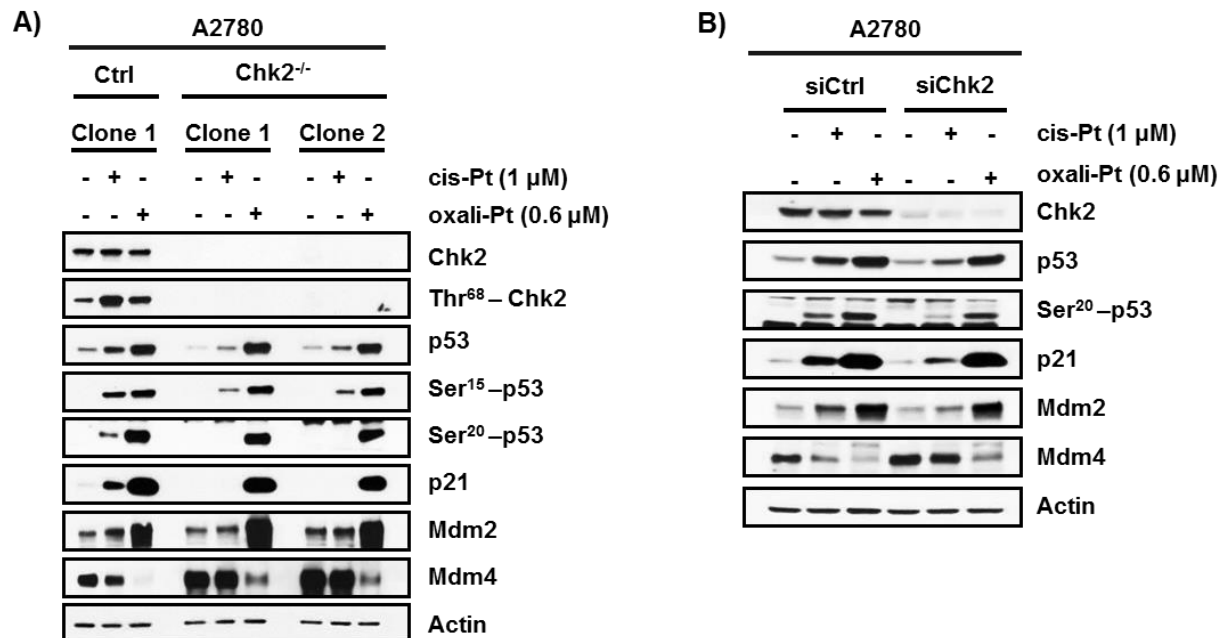 A)
A2780
Ctrl Chk2-/-
Clone 1 Clone 1 Clone 2
- + - - + - - + - cis-Pt (1 µM)
- - + - - + - - + oxali-Pt (0.6 µM)
Chk2
Thr68 – Chk2
p53
Ser15 –p53
Ser20 –p53
p21
Mdm2
Mdm4
Actin
B)
A2780
siCtrl siChk2
- + - - + - cis-Pt (1 µM)
- - + - - + oxali-Pt (0.6 µM)
Chk2
p53
Ser20 –p53
p21
Mdm2
Mdm4
Actin